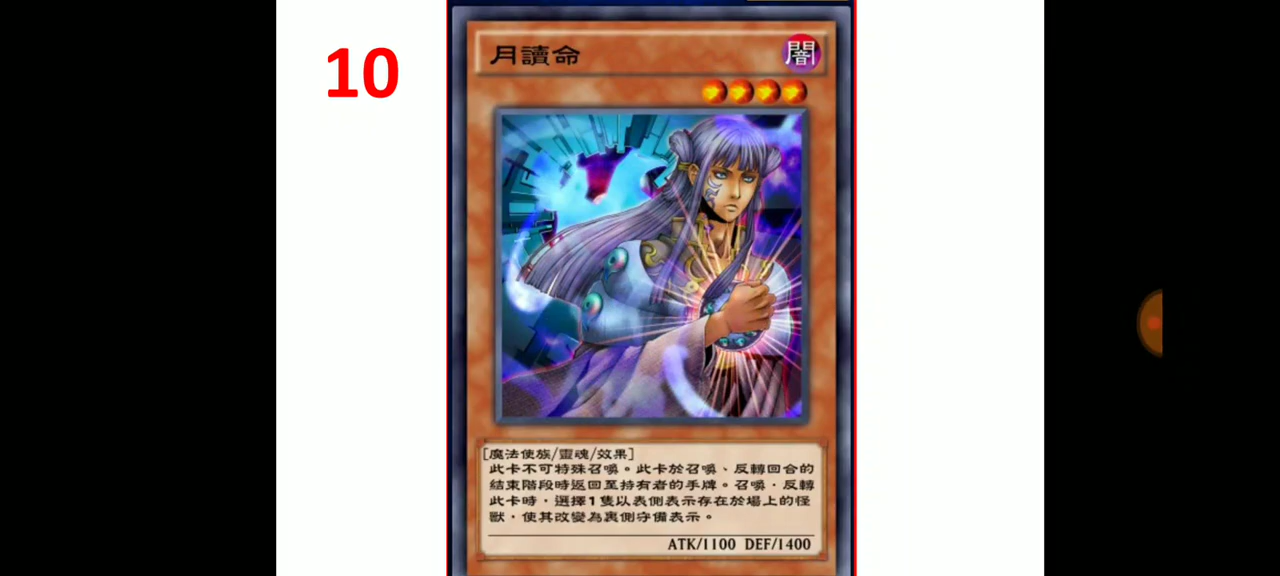 10
月讀命
闇
[魔法使族/靈魂/效果]
此卡不可特殊召喚。此卡於召喚、反轉回合的
結束階段時返回至持有者的手牌。召喚，反轉
此卡時，選擇1隻以表側表示存在於場上的怪
獸，使其改變為裏側守備表示。
ATK/1100 DEF/1400